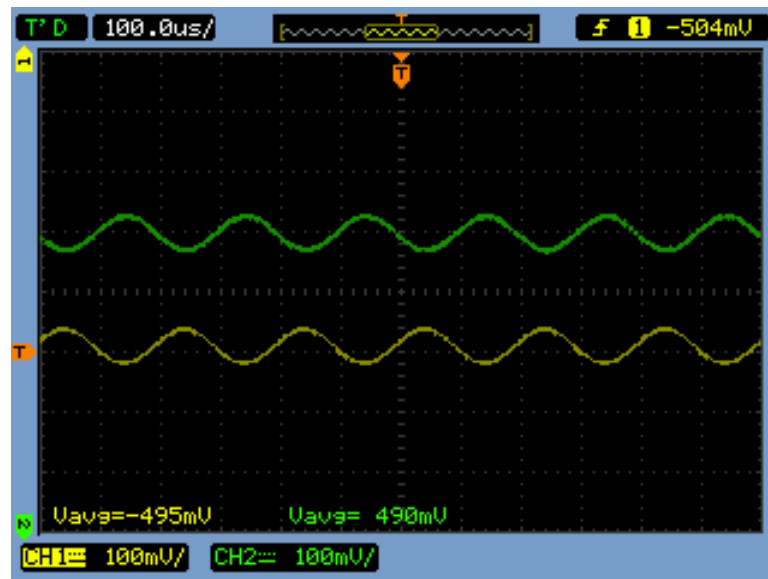 T'D 100.0us/ T 1 -504mV
1
T
T
Vavg=-495mV Vavg= 490mV
2
CH1 100mV/ CH2 100mV/